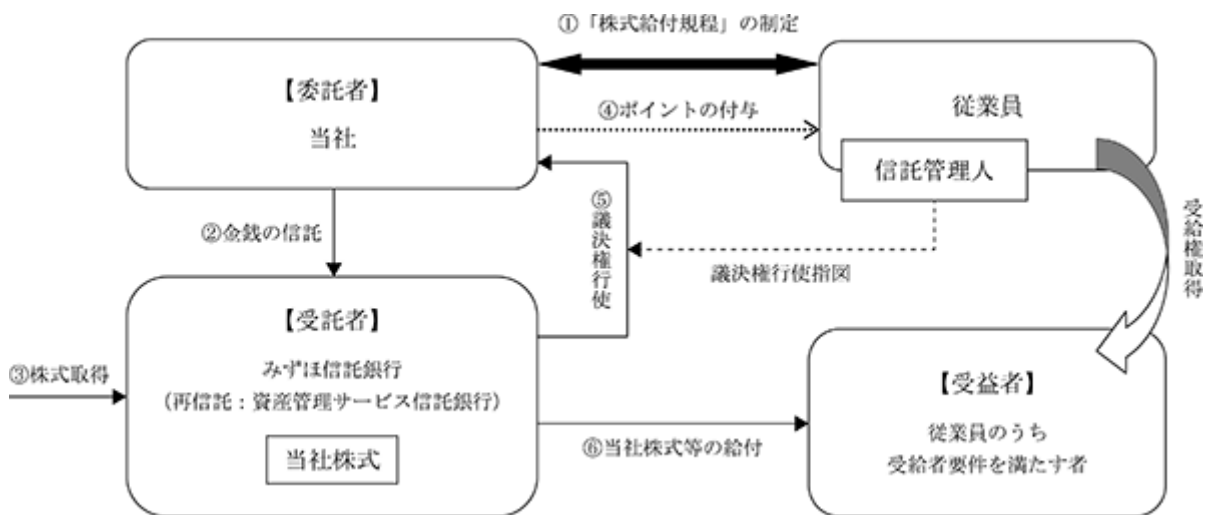 ①「株式給付規程」の制定
【委託者】
当社
従業員
④ポイントの付与
信託管理人
②金銭の信託
⑤議決権行使
議決権行使指図
受給権取得
【受託者】
みずほ信託銀行
(再信託:資産管理サービス信託銀行)
当社株式
③株式取得
⑥当社株式等の給付
【受益者】
従業員のうち
受給者要件を満たす者